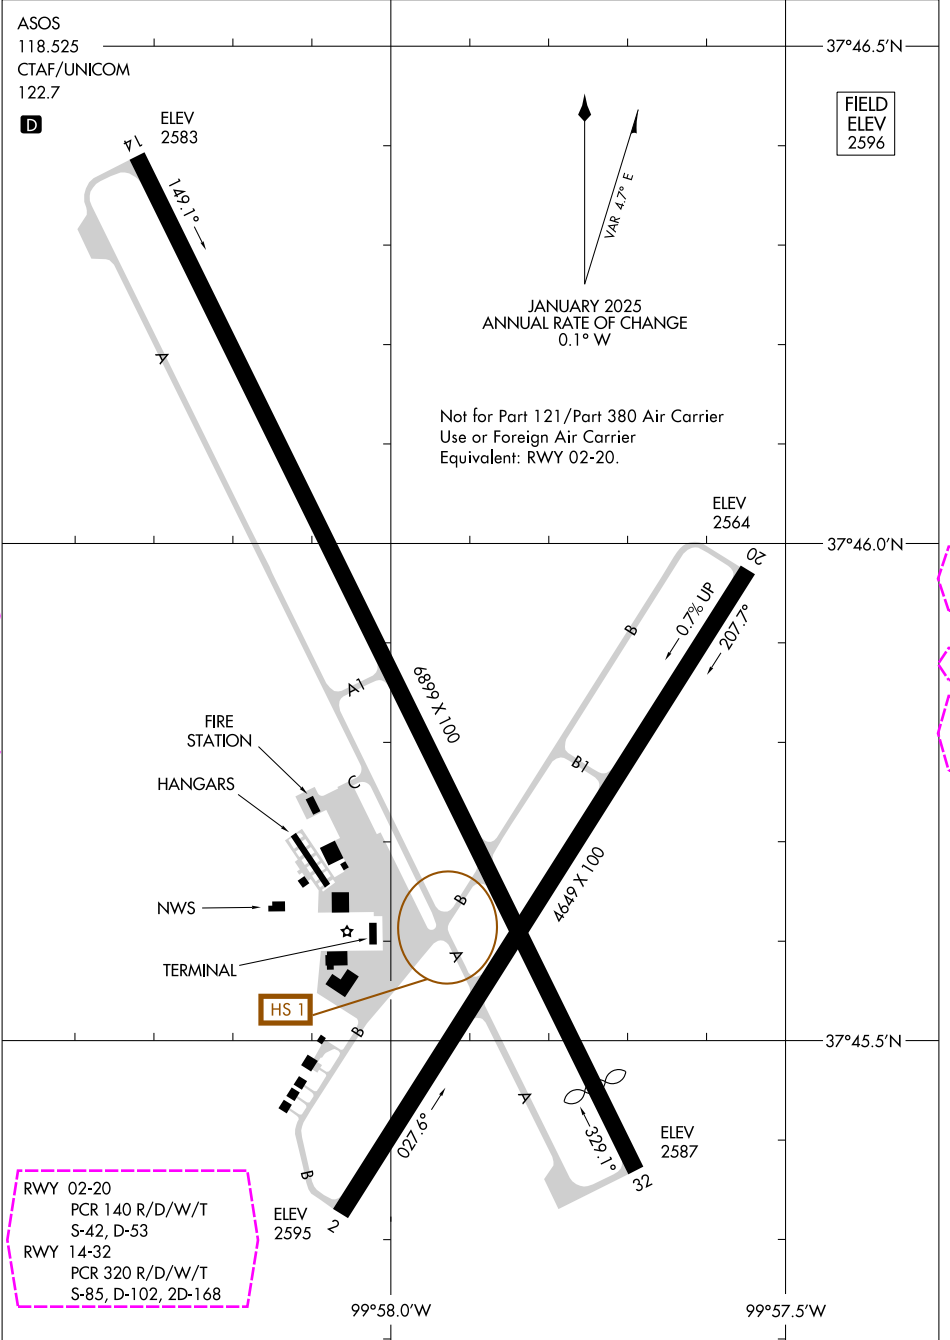 ASOS
118.525
CTAF/UNICOM
122.7
D
37°46.5'N
FIELD
ELEV
2596
ELEV
2583
14
149.1°
VAR 4.7° E
JANUARY 2025
ANNUAL RATE OF CHANGE
0.1° W
A
Not for Part 121/Part 380 Air Carrier
Use or Foreign Air Carrier
Equivalent: RWY 02-20.
ELEV
2564
37°46.0'N
20
0.7% UP
207.7°
B
A1
6899 X 100
FIRE
STATION
B1
C
HANGARS
4649 X 100
NWS
B
A
TERMINAL
HS 1
B
37°45.5'N
A
027.6°
329.1°
ELEV
2587
32
B
ELEV
2595
2
RWY 02-20
PCR 140 R/D/W/T
S-42, D-53
RWY 14-32
PCR 320 R/D/W/T
S-85, D-102, 2D-168
99°58.0'W
99°57.5'W